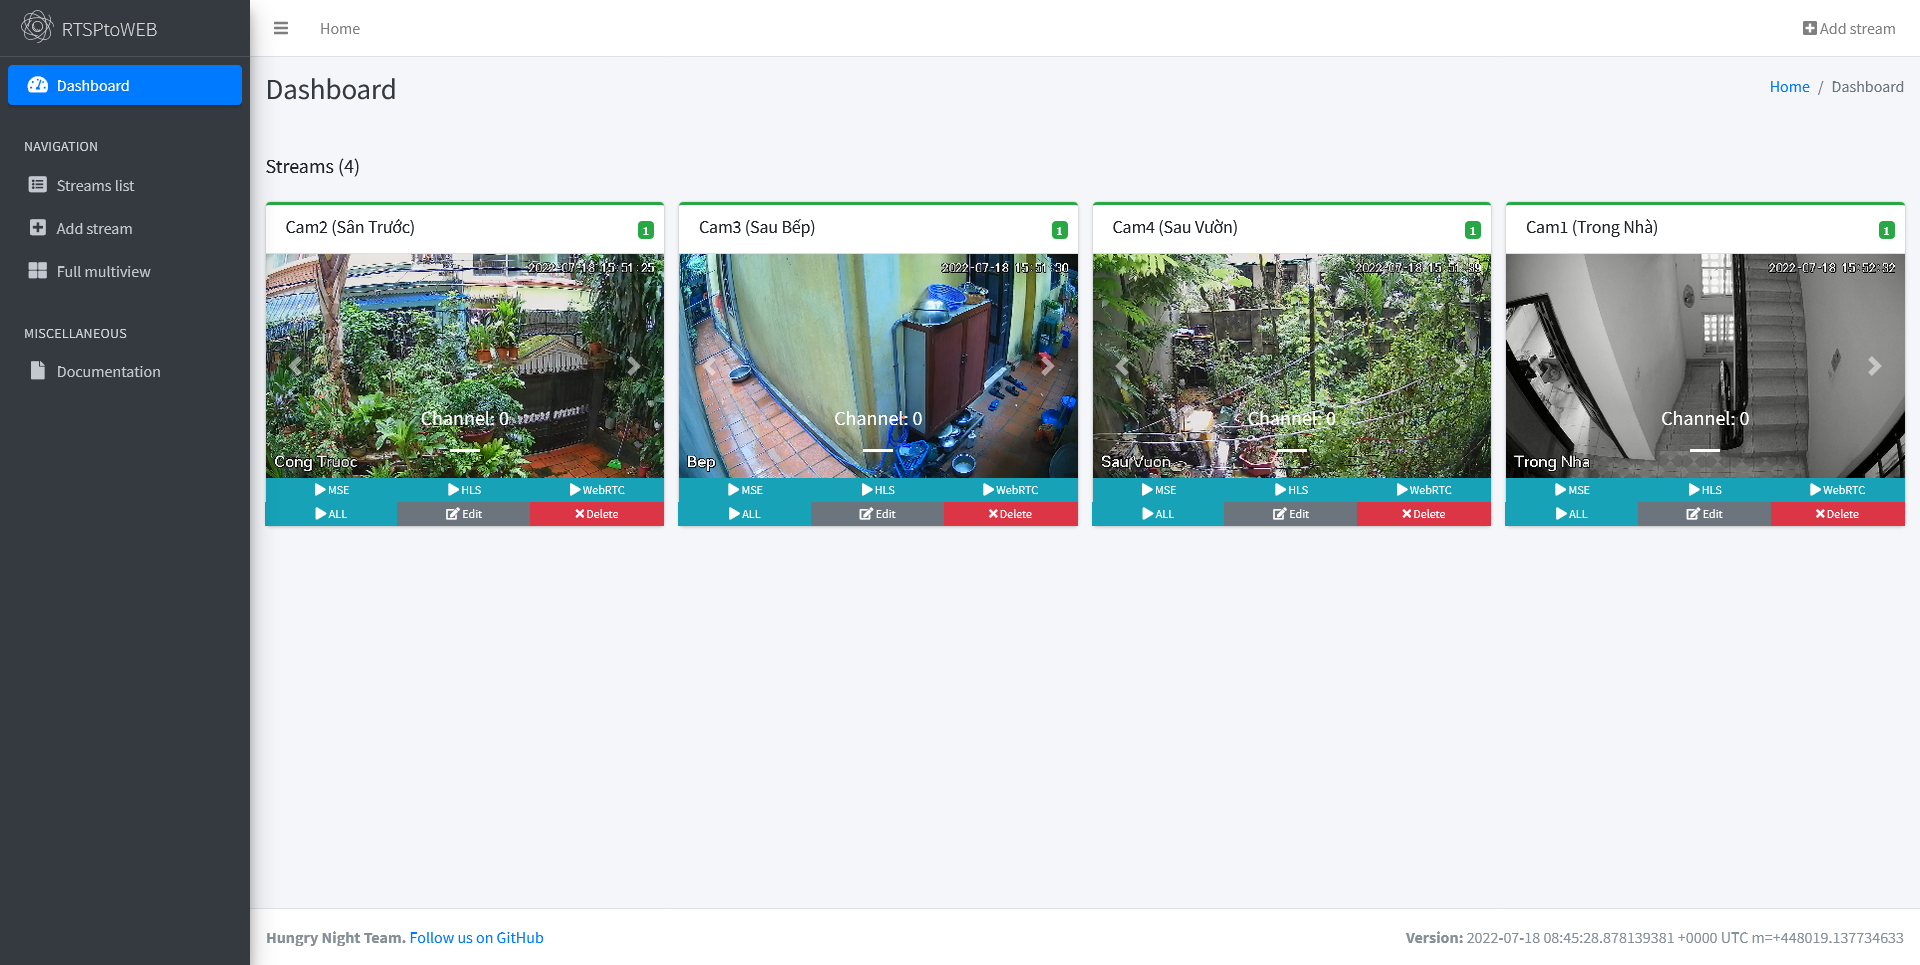 RTSPtoWEB
Home
Add stream
Dashboard
Dashboard
Home / Dashboard
NAVIGATION
Streams list
Add stream
Full multiview
MISCELLANEOUS
Documentation
Streams (4)
Cam2 (Sân Trước) 1
2022-07-18 15:51:25
Channel: 0
Cong Truoc
MSE HLS WebRTC
ALL Edit Delete
Cam3 (Sau Bếp) 1
2022-07-18 15:51:30
Channel: 0
Bep
MSE HLS WebRTC
ALL Edit Delete
Cam4 (Sau Vườn) 1
2022-07-18
Channel: 0
Sau Vuon
MSE HLS WebRTC
ALL Edit Delete
Cam1 (Trong Nhà) 1
2022-07-18 15:52:32
Channel: 0
Trong Nha
MSE HLS WebRTC
ALL Edit Delete
Hungry Night Team. Follow us on GitHub
Version: 2022-07-18 08:45:28.878139381 +0000 UTC m=+448019.137734633